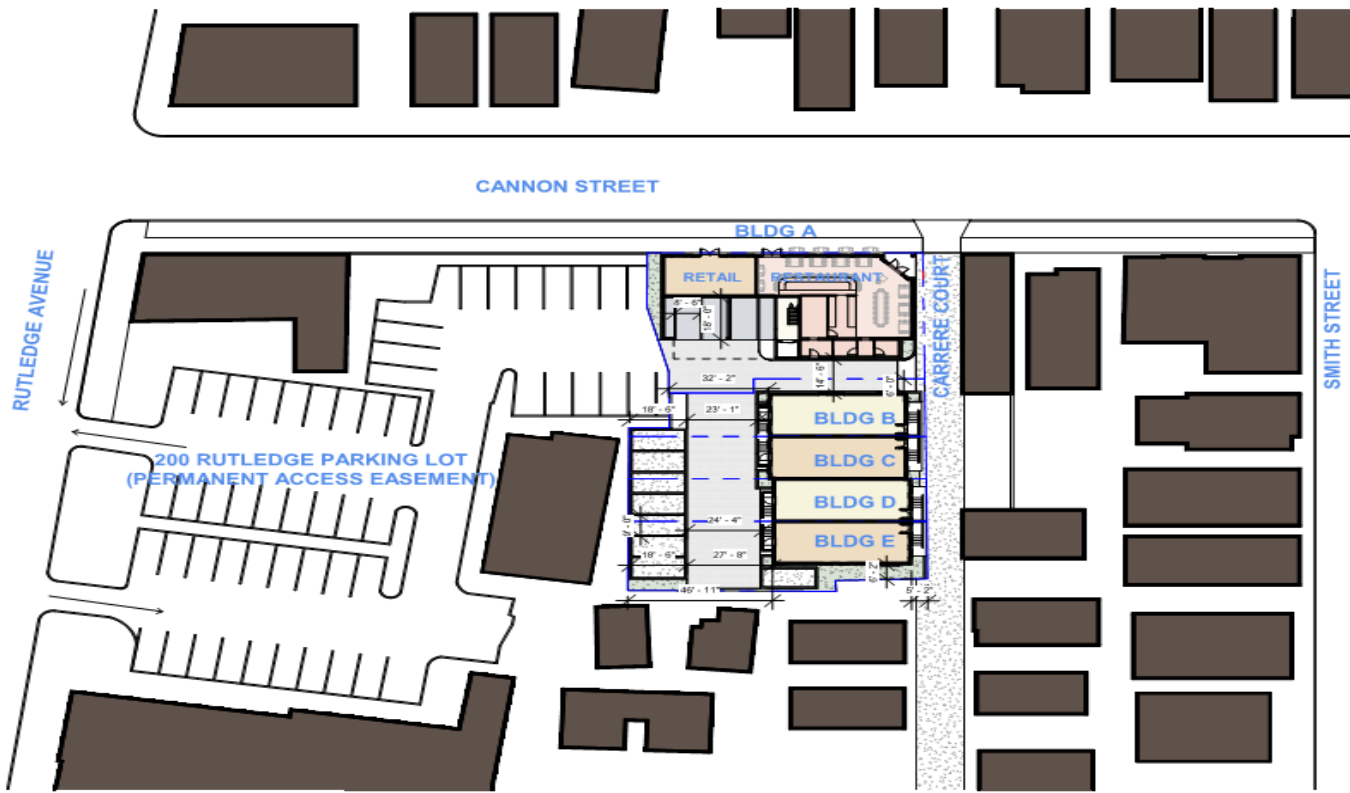 CANNON STREET
BLDG A
RUTLEDGE AVENUE
RETAIL
RESTAURANT
CARRERE COURT
SMITH STREET
8' - 6"
18' - 0"
14' - 6"
6' - 0"
32' - 2"
18' - 6"
23' - 1"
BLDG B
BLDG C
200 RUTLEDGE PARKING LOT
(PERMANENT ACCESS EASEMENT)
BLDG D
24' - 4"
9' - 0"
BLDG E
18' - 6"
27' - 8"
6' - 2"
46' - 11"
5' - 2"